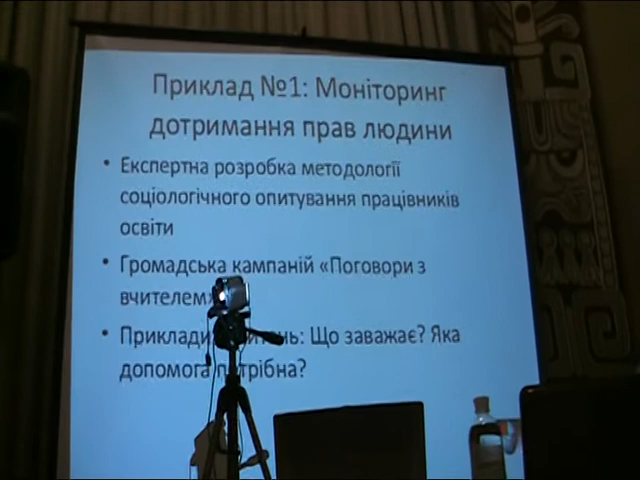 Приклад №1: Моніторинг
дотримання прав людини
• Експертна розробка методології
соціологічного опитування працівників
освіти
• Громадська кампаній «Поговори з
вчителем»
• Приклади: Що заважає? Яка
допомога потрібна?